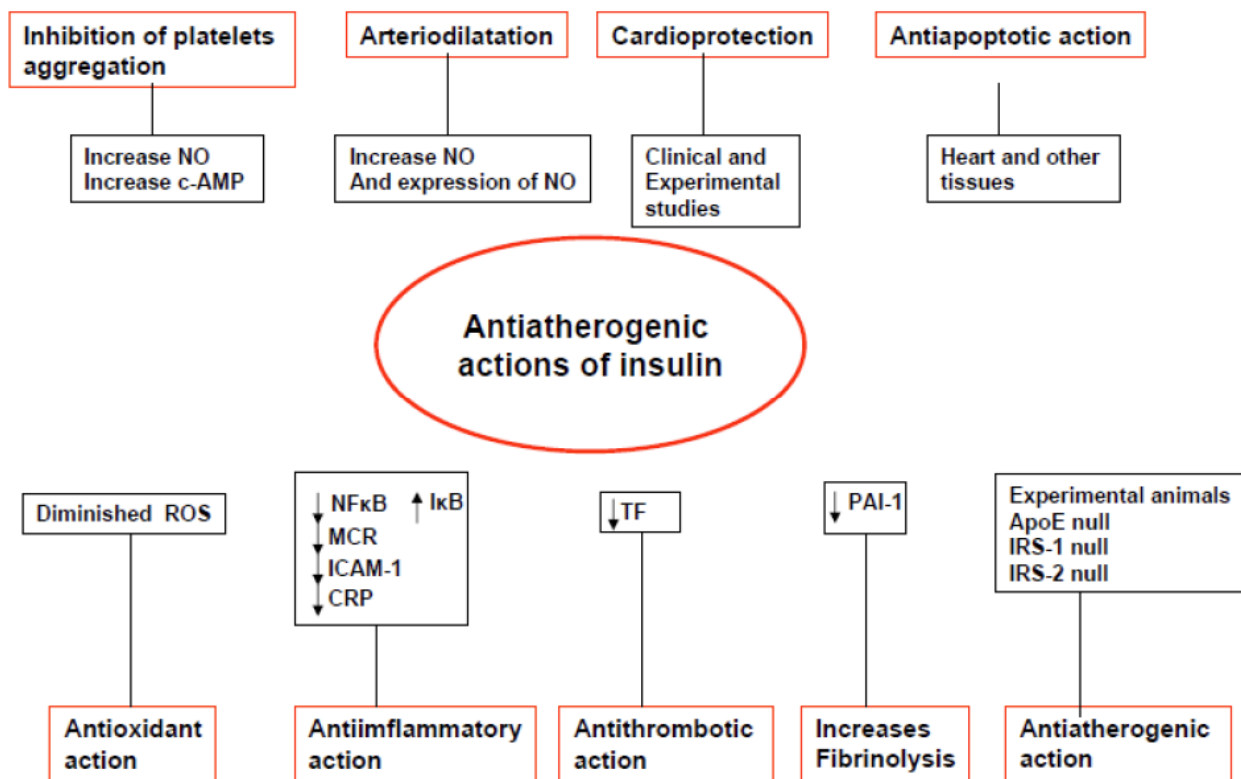 Inhibition of platelets
aggregation
Arteriodilatation
Cardioprotection
Antiapoptotic action
Increase NO
Increase c-AMP
Increase NO
And expression of NO
Clinical and
Experimental
studies
Heart and other
tissues
Antiatherogenic
actions of insulin
Diminished ROS
↓ NFκB ↑ IκB
↓ MCR
↓ ICAM-1
↓ CRP
↓ TF
↓ PAI-1
Experimental animals
ApoE null
IRS-1 null
IRS-2 null
Antioxidant
action
Antiimflammatory
action
Antithrombotic
action
Increases
Fibrinolysis
Antiatherogenic
action